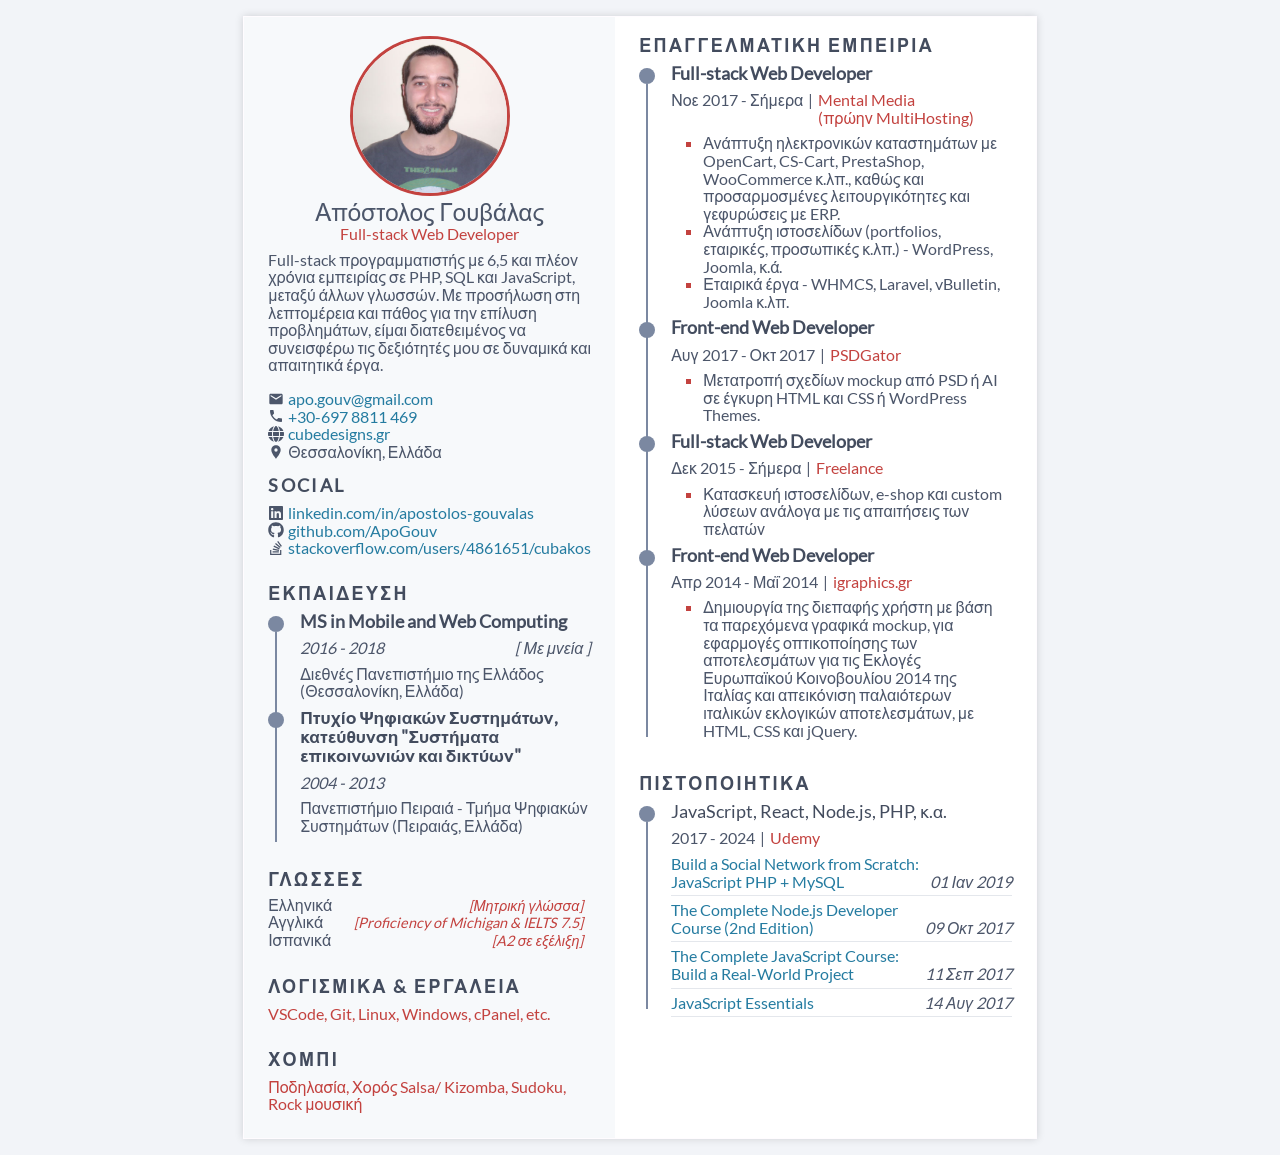 Απόστολος Γουβάλας
Full-stack Web Developer
Full-stack προγραμματιστής με 6,5 και πλέον
χρόνια εμπειρίας σε PHP, SQL και JavaScript,
μεταξύ άλλων γλωσσών. Με προσήλωση στη
λεπτομέρεια και πάθος για την επίλυση
προβλημάτων, είμαι διατεθειμένος να
συνεισφέρω τις δεξιότητές μου σε δυναμικά και
απαιτητικά έργα.
apo.gouv@gmail.com
+30-697 8811 469
cubedesigns.gr
Θεσσαλονίκη, Ελλάδα
SOCIAL
linkedin.com/in/apostolos-gouvalas
github.com/ApoGouv
stackoverflow.com/users/4861651/cubakos
ΕΚΠΑΙΔΕΥΣΗ
MS in Mobile and Web Computing
2016 - 2018 [ Με μνεία ]
Διεθνές Πανεπιστήμιο της Ελλάδος
(Θεσσαλονίκη, Ελλάδα)
Πτυχίο Ψηφιακών Συστημάτων,
κατεύθυνση "Συστήματα
επικοινωνιών και δικτύων"
2004 - 2013
Πανεπιστήμιο Πειραιά - Τμήμα Ψηφιακών
Συστημάτων (Πειραιάς, Ελλάδα)
ΓΛΩΣΣΕΣ
Ελληνικά [Μητρική γλώσσα]
Αγγλικά [Proficiency of Michigan & IELTS 7.5]
Ισπανικά [A2 σε εξέλιξη]
ΛΟΓΙΣΜΙΚΑ & ΕΡΓΑΛΕΙΑ
VSCode, Git, Linux, Windows, cPanel, etc.
ΧΟΜΠΙ
Ποδηλασία, Χορός Salsa/ Kizomba, Sudoku,
Rock μουσική
ΕΠΑΓΓΕΛΜΑΤΙΚΗ ΕΜΠΕΙΡΙΑ
Full-stack Web Developer
Νοε 2017 - Σήμερα | Mental Media
(πρώην MultiHosting)
Ανάπτυξη ηλεκτρονικών καταστημάτων με
OpenCart, CS-Cart, PrestaShop,
WooCommerce κ.λπ., καθώς και
προσαρμοσμένες λειτουργικότητες και
γεφυρώσεις με ERP.
Ανάπτυξη ιστοσελίδων (portfolios,
εταιρικές, προσωπικές κ.λπ.) - WordPress,
Joomla, κ.ά.
Εταιρικά έργα - WHMCS, Laravel, vBulletin,
Joomla κ.λπ.
Front-end Web Developer
Αυγ 2017 - Οκτ 2017 | PSDGator
Μετατροπή σχεδίων mockup από PSD ή AI
σε έγκυρη HTML και CSS ή WordPress
Themes.
Full-stack Web Developer
Δεκ 2015 - Σήμερα | Freelance
Κατασκευή ιστοσελίδων, e-shop και custom
λύσεων ανάλογα με τις απαιτήσεις των
πελατών
Front-end Web Developer
Απρ 2014 - Μαϊ 2014 | igraphics.gr
Δημιουργία της διεπαφής χρήστη με βάση
τα παρεχόμενα γραφικά mockup, για
εφαρμογές οπτικοποίησης των
αποτελεσμάτων για τις Εκλογές
Ευρωπαϊκού Κοινοβουλίου 2014 της
Ιταλίας και απεικόνιση παλαιότερων
ιταλικών εκλογικών αποτελεσμάτων, με
HTML, CSS και jQuery.
ΠΙΣΤΟΠΟΙΗΤΙΚΑ
JavaScript, React, Node.js, PHP, κ.α.
2017 - 2024 | Udemy
Build a Social Network from Scratch:
JavaScript PHP + MySQL 01 Ιαν 2019
The Complete Node.js Developer
Course (2nd Edition) 09 Οκτ 2017
The Complete JavaScript Course:
Build a Real-World Project 11 Σεπ 2017
JavaScript Essentials 14 Αυγ 2017